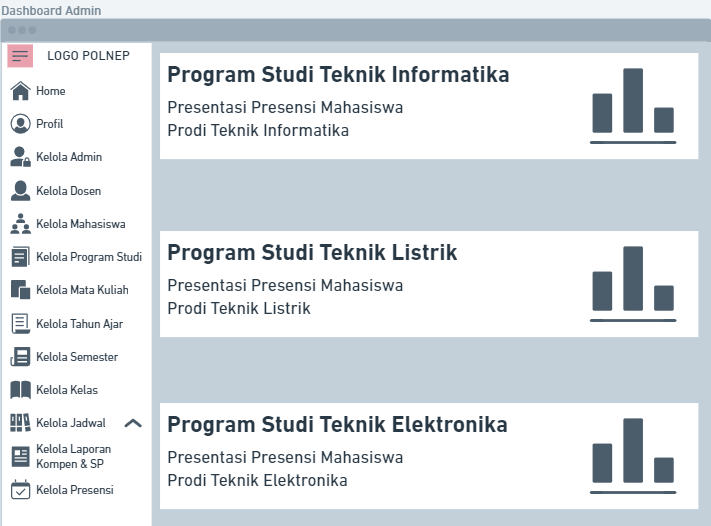 Dashboard Admin
LOGO POLNEP
Home
Profil
Kelola Admin
Kelola Dosen
Kelola Mahasiswa
Kelola Program Studi
Kelola Mata Kuliah
Kelola Tahun Ajar
Kelola Semester
Kelola Kelas
Kelola Jadwal
Kelola Laporan
Kompen & SP
Kelola Presensi
Program Studi Teknik Informatika
Presentasi Presensi Mahasiswa
Prodi Teknik Informatika
Program Studi Teknik Listrik
Presentasi Presensi Mahasiswa
Prodi Teknik Listrik
Program Studi Teknik Elektronika
Presentasi Presensi Mahasiswa
Prodi Teknik Elektronika